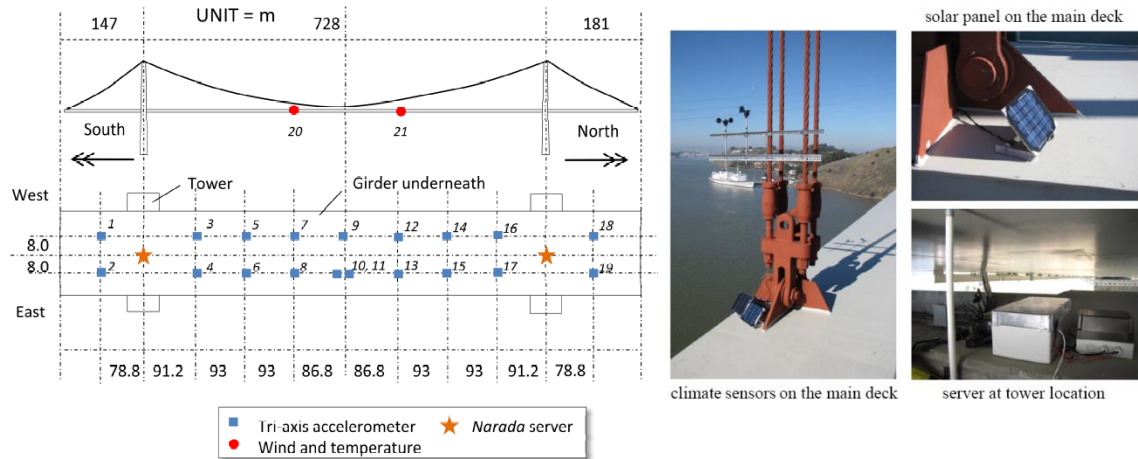 UNIT = m
147
728
181
20
21
South
North
Tower
Girder underneath
West
1
3
5
7
9
12
14
16
18
8.0
8.0
2
4
6
8
10, 11
13
15
17
19
East
78.8
91.2
93
93
86.8
86.8
93
93
91.2
78.8
Tri-axis accelerometer
Narada server
Wind and temperature
solar panel on the main deck
climate sensors on the main deck
server at tower location